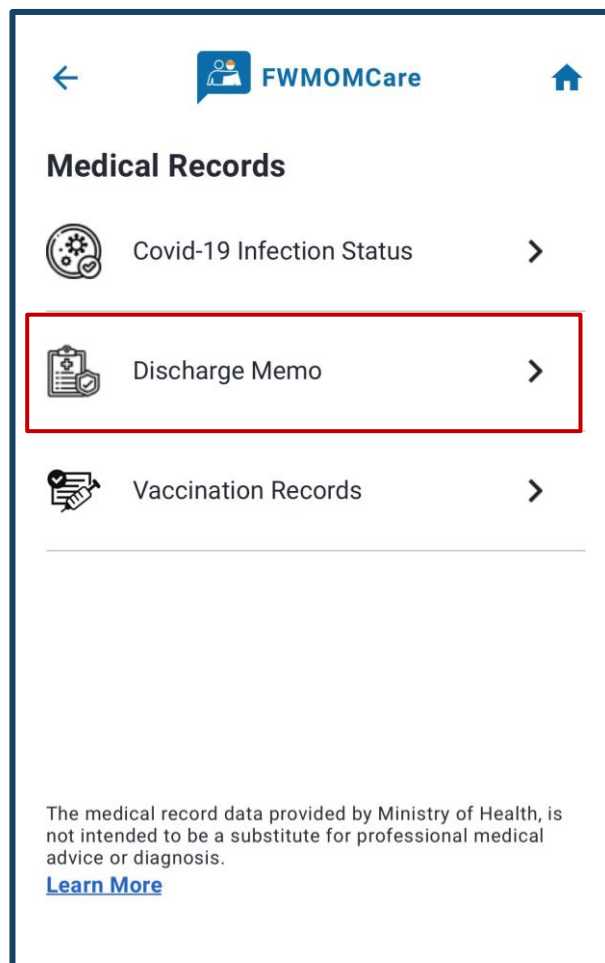 FWMOMCare
Medical Records
Covid-19 Infection Status
Discharge Memo
Vaccination Records
The medical record data provided by Ministry of Health, is
not intended to be a substitute for professional medical
advice or diagnosis.
Learn More